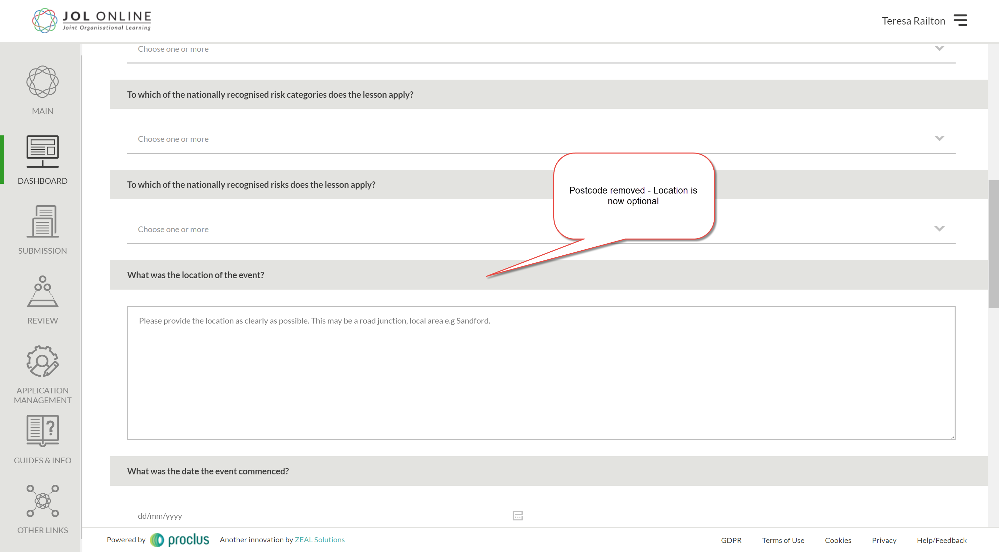 JOL ONLINE
Joint Organisational Learning
Teresa Railton
MAIN
DASHBOARD
SUBMISSION
REVIEW
APPLICATION
MANAGEMENT
GUIDES & INFO
OTHER LINKS
Choose one or more
To which of the nationally recognised risk categories does the lesson apply?
Choose one or more
To which of the nationally recognised risks does the lesson apply?
Postcode removed - Location is
now optional
Choose one or more
What was the location of the event?
Please provide the location as clearly as possible. This may be a road junction, local area e.g Sandford.
What was the date the event commenced?
dd/mm/yyyy
Powered by proclus Another innovation by ZEAL Solutions
GDPR Terms of Use Cookies Privacy Help/Feedback